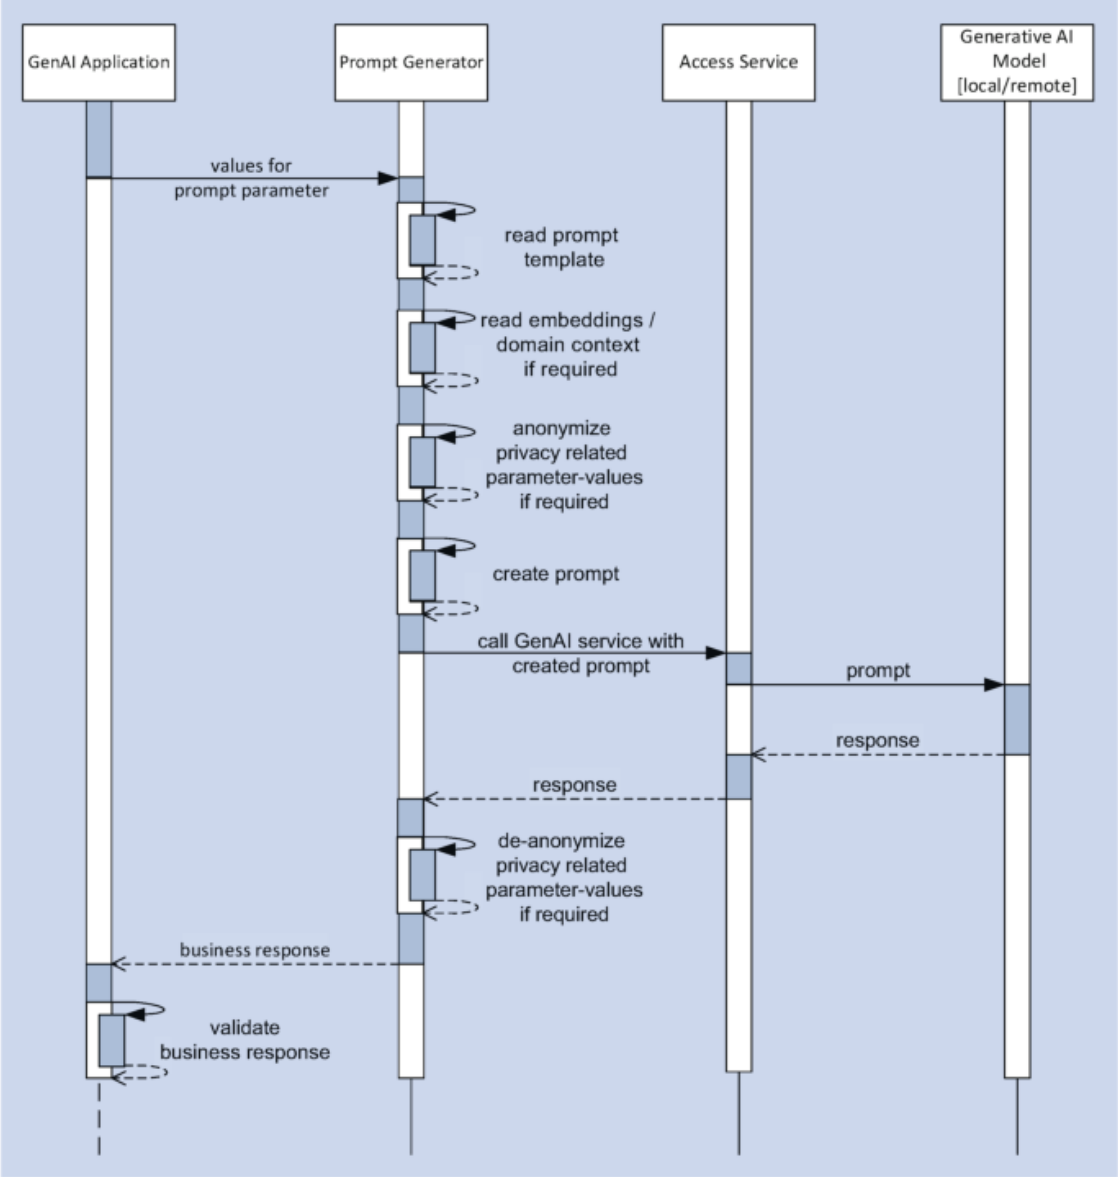 GenAI Application
Prompt Generator
Access Service
Generative AI
Model
[local/remote]
values for
prompt parameter
read prompt
template
read embeddings /
domain context
if required
anonymize
privacy related
parameter-values
if required
create prompt
call GenAI service with
created prompt
prompt
response
response
de-anonymize
privacy related
parameter-values
if required
business response
validate
business response